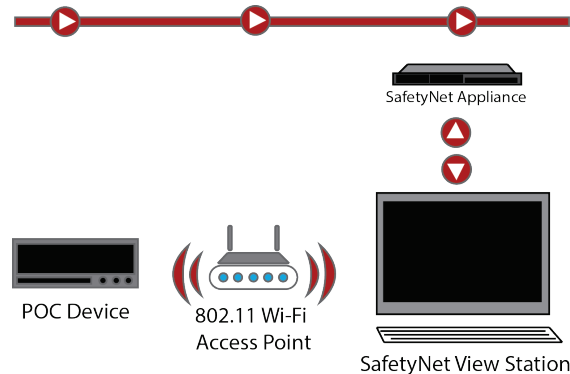 SafetyNet Appliance
POC Device
802.11 Wi-Fi
Access Point
SafetyNet View Station